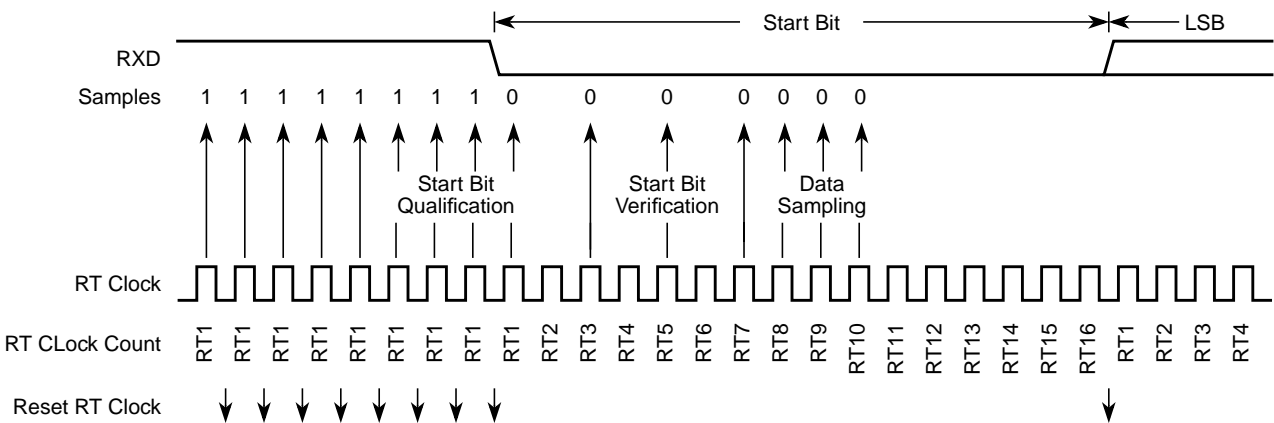 Start Bit LSB
RXD
Samples 1 1 1 1 1 1 1 1 0 0 0 0 0 0 0
Start Bit Qualification
Start Bit Verification
Data Sampling
RT Clock
RT CLock Count RT1 RT1 RT1 RT1 RT1 RT1 RT1 RT1 RT1 RT2 RT3 RT4 RT5 RT6 RT7 RT8 RT9 RT10 RT11 RT12 RT13 RT14 RT15 RT16 RT1 RT2 RT3 RT4
Reset RT Clock